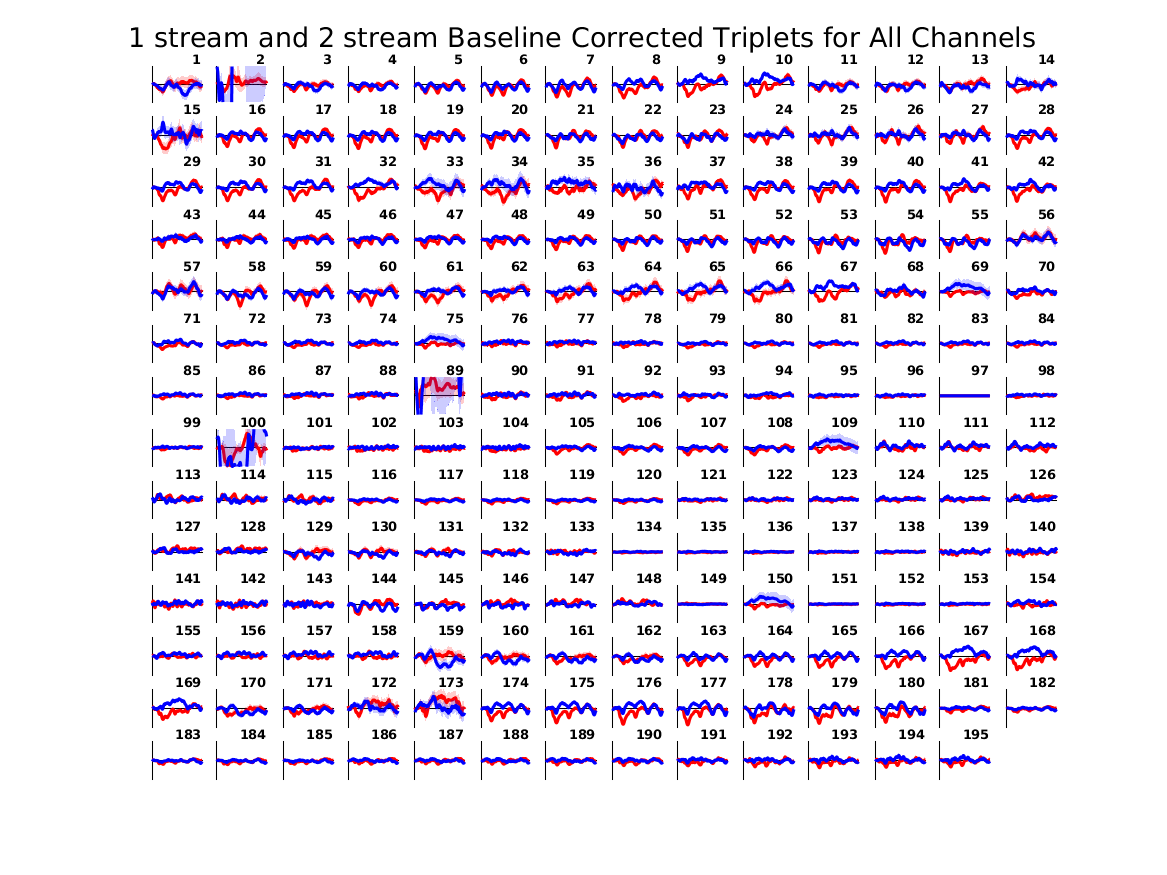 1 stream and 2 stream Baseline Corrected Triplets for All Channels
1 2 3 4 5 6 7 8 9 10 11 12 13 14
15 16 17 18 19 20 21 22 23 24 25 26 27 28
29 30 31 32 33 34 35 36 37 38 39 40 41 42
43 44 45 46 47 48 49 50 51 52 53 54 55 56
57 58 59 60 61 62 63 64 65 66 67 68 69 70
71 72 73 74 75 76 77 78 79 80 81 82 83 84
85 86 87 88 89 90 91 92 93 94 95 96 97 98
99 100 101 102 103 104 105 106 107 108 109 110 111 112
113 114 115 116 117 118 119 120 121 122 123 124 125 126
127 128 129 130 131 132 133 134 135 136 137 138 139 140
141 142 143 144 145 146 147 148 149 150 151 152 153 154
155 156 157 158 159 160 161 162 163 164 165 166 167 168
169 170 171 172 173 174 175 176 177 178 179 180 181 182
183 184 185 186 187 188 189 190 191 192 193 194 195